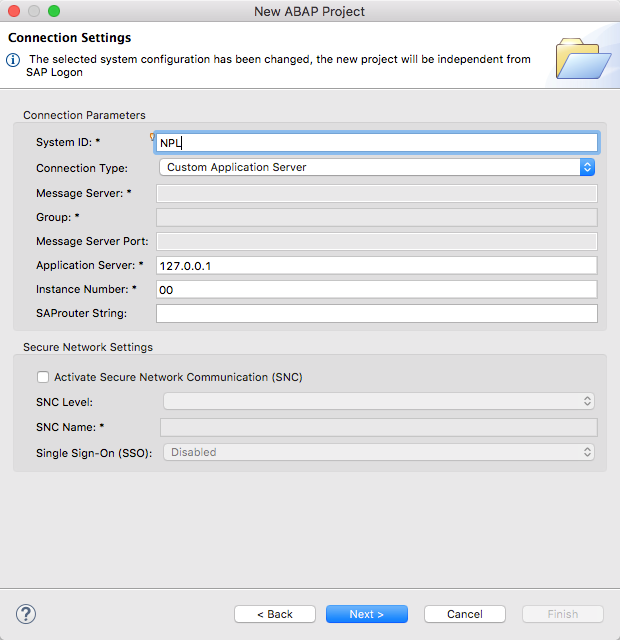 New ABAP Project
Connection Settings
The selected system configuration has been changed, the new project will be independent from
SAP Logon
Connection Parameters
System ID: * NPL
Connection Type: Custom Application Server
Message Server: *
Group: *
Message Server Port:
Application Server: * 127.0.0.1
Instance Number: * 00
SAProuter String:
Secure Network Settings
Activate Secure Network Communication (SNC)
SNC Level:
SNC Name: *
Single Sign-On (SSO): Disabled
? < Back Next > Cancel Finish